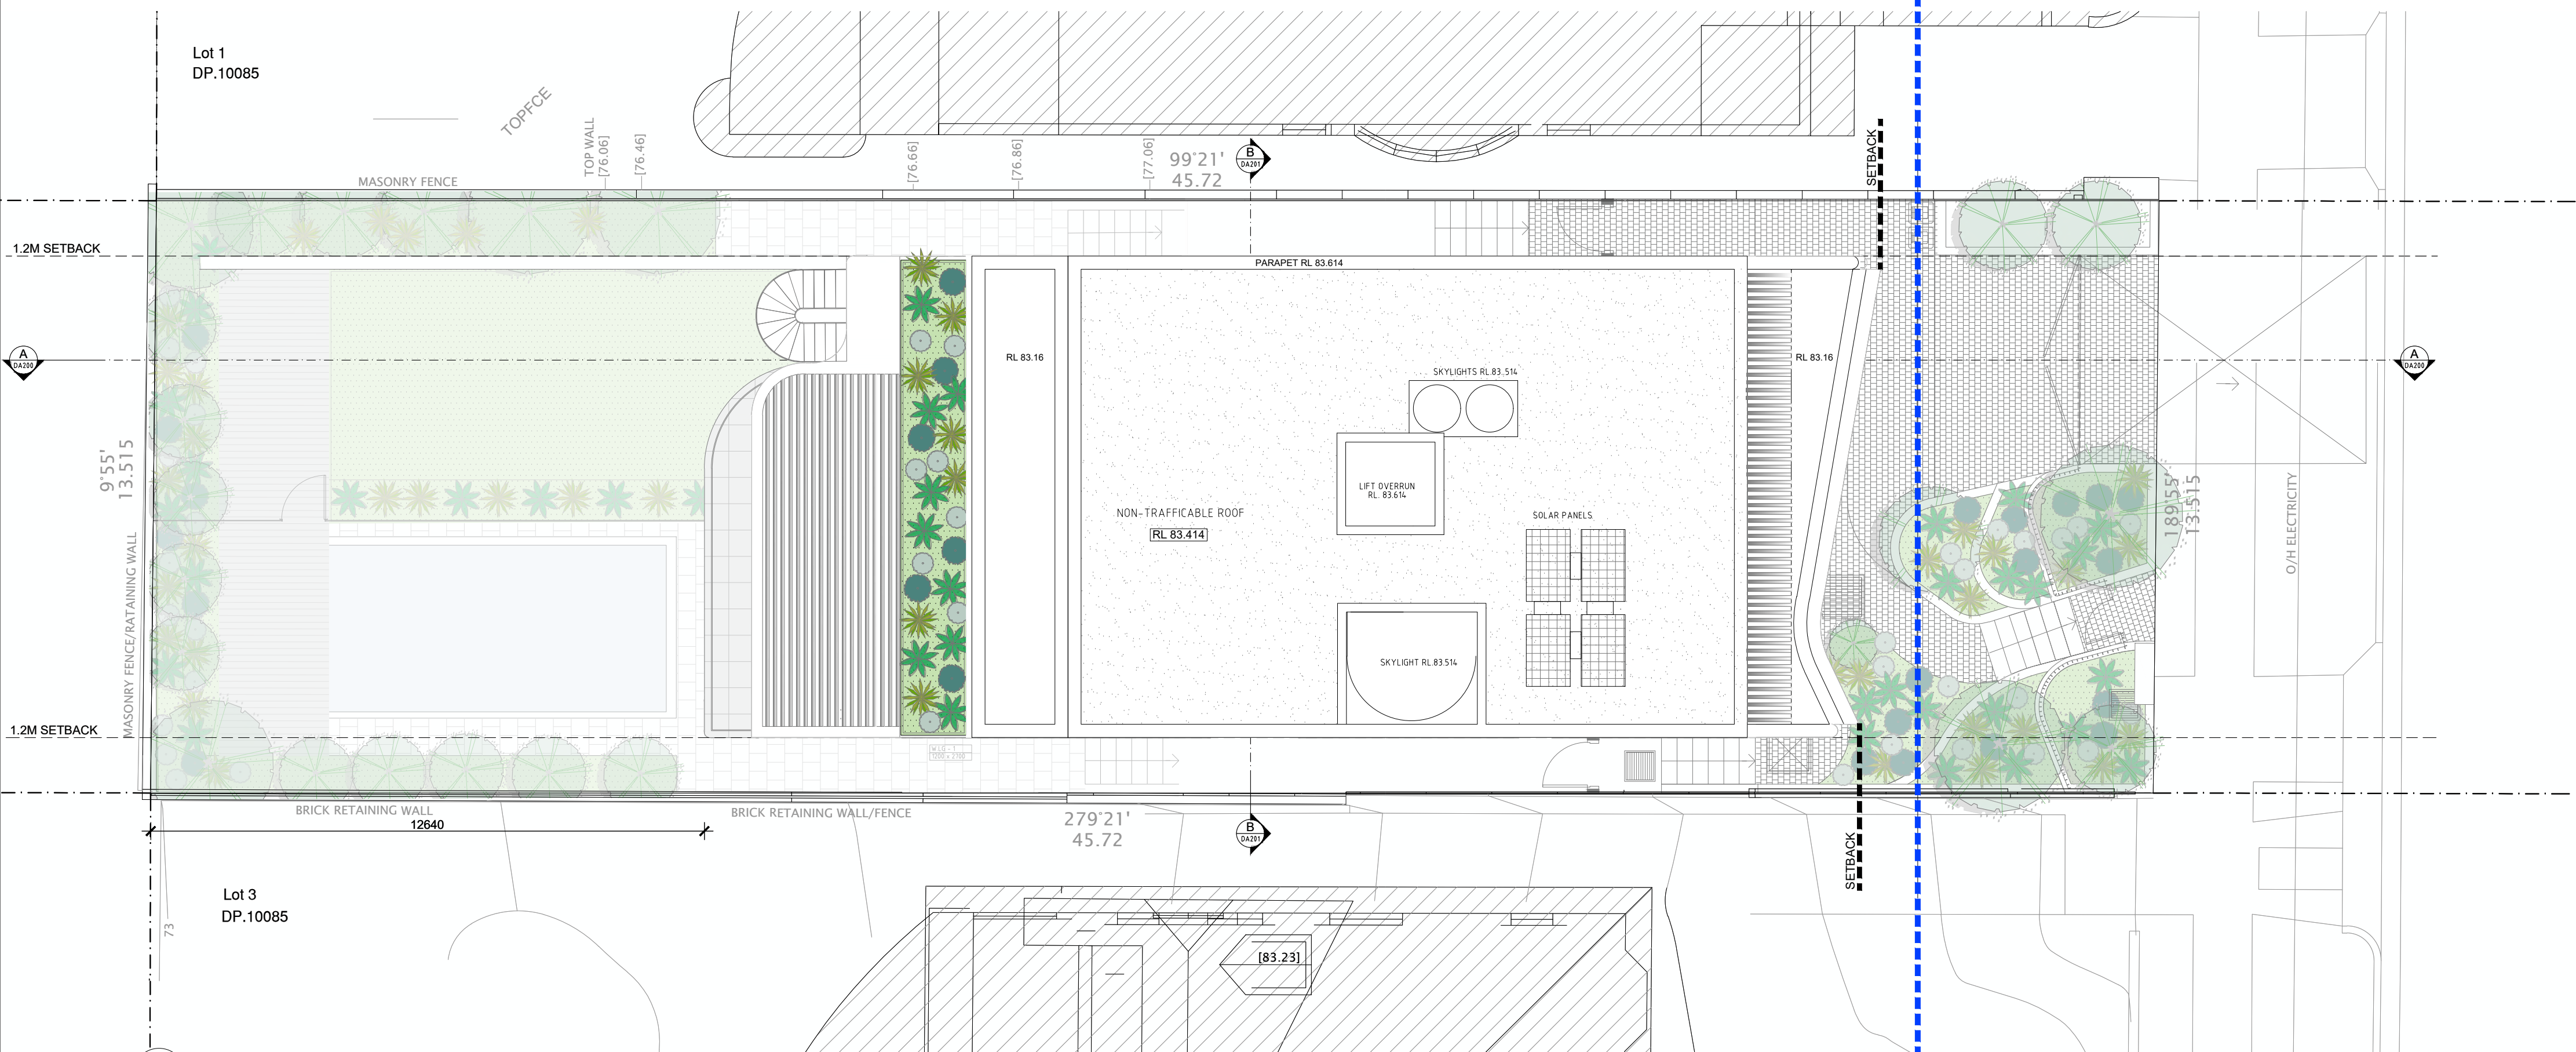 Lot 1
DP.10085
TOPFCE
MASONRY FENCE
TOP WALL
[76.06]
[76.46]
[76.66]
[76.86]
[77.06]
99°21'
45.72
B
DA201
SETBACK
1.2M SETBACK
PARAPET RL 83.614
A
DA200
RL 83.16
SKYLIGHTS RL.83.514
RL 83.16
A
DA200
9°55'
13.515
LIFT OVERRUN
RL. 83.614
NON-TRAFFICABLE ROOF
RL 83.414
SOLAR PANELS
189°55'
13.515
O/H ELECTRICITY
MASONRY FENCE/RATAINING WALL
SKYLIGHT RL.83.514
1.2M SETBACK
W LG - 1
1200 x 2100
BRICK RETAINING WALL
BRICK RETAINING WALL/FENCE
12640
279°21'
45.72
B
DA201
SETBACK
Lot 3
DP.10085
73
[83.23]